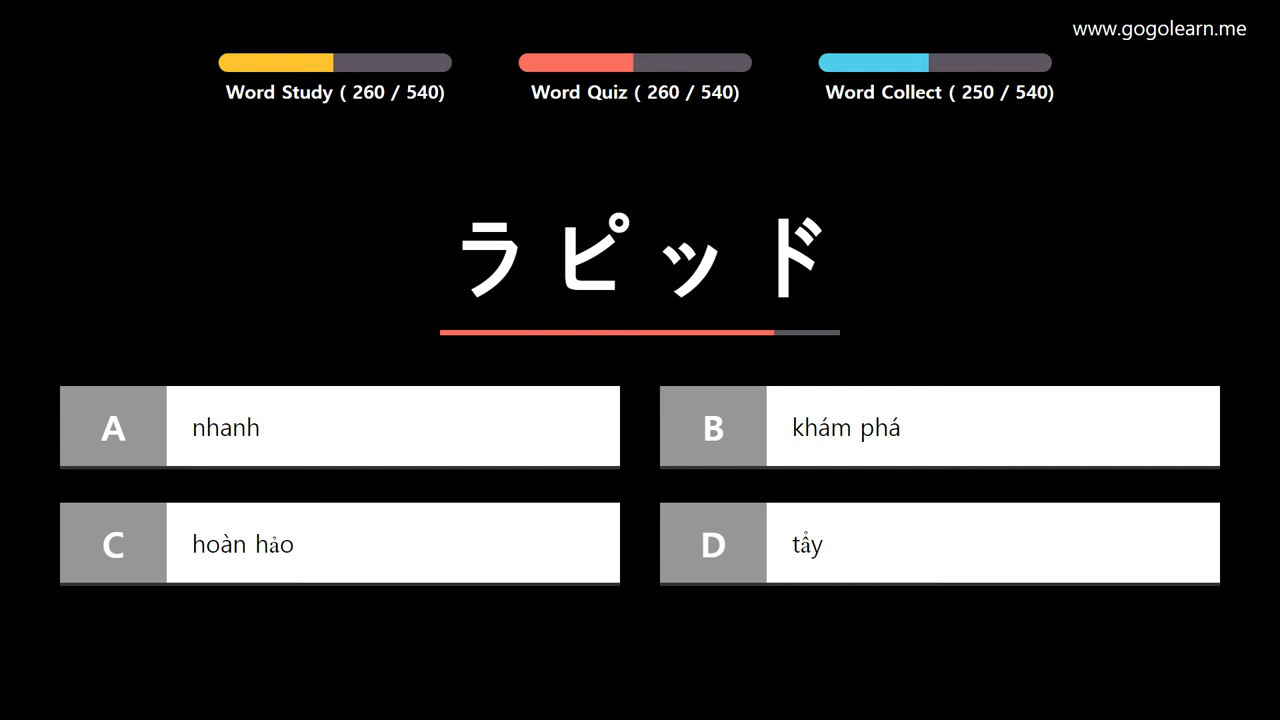 www.gogolearn.me
Word Study ( 260 / 540)
Word Quiz ( 260 / 540)
Word Collect ( 250 / 540)
ラピッド
A nhanh
B khám phá
C hoàn hảo
D tẩy